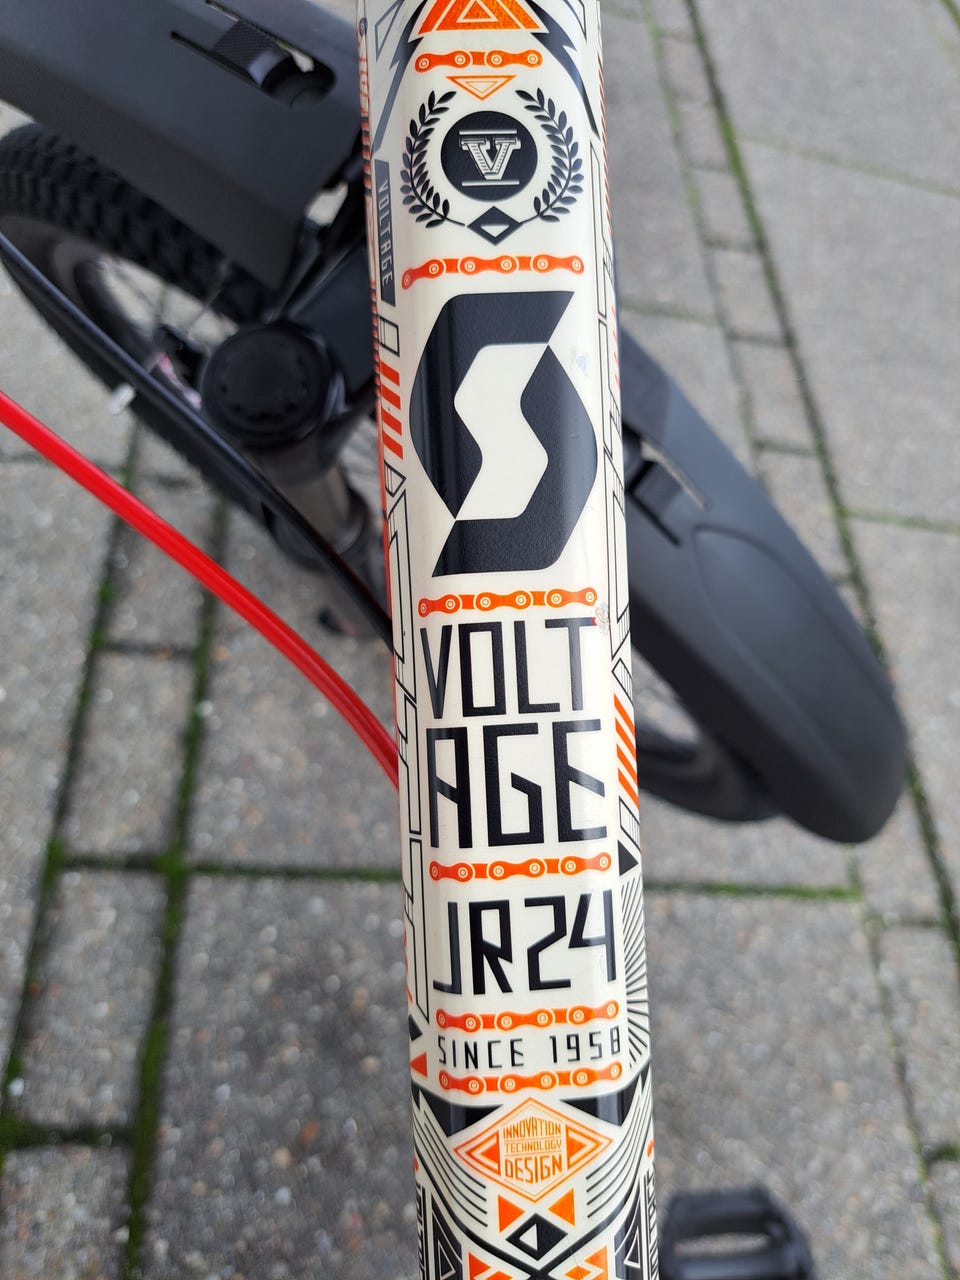 V
VOLTAGE
VOLT
AGE
JR24
SINCE 1958
INNOVATION
TECHNOLOGY
DESIGN